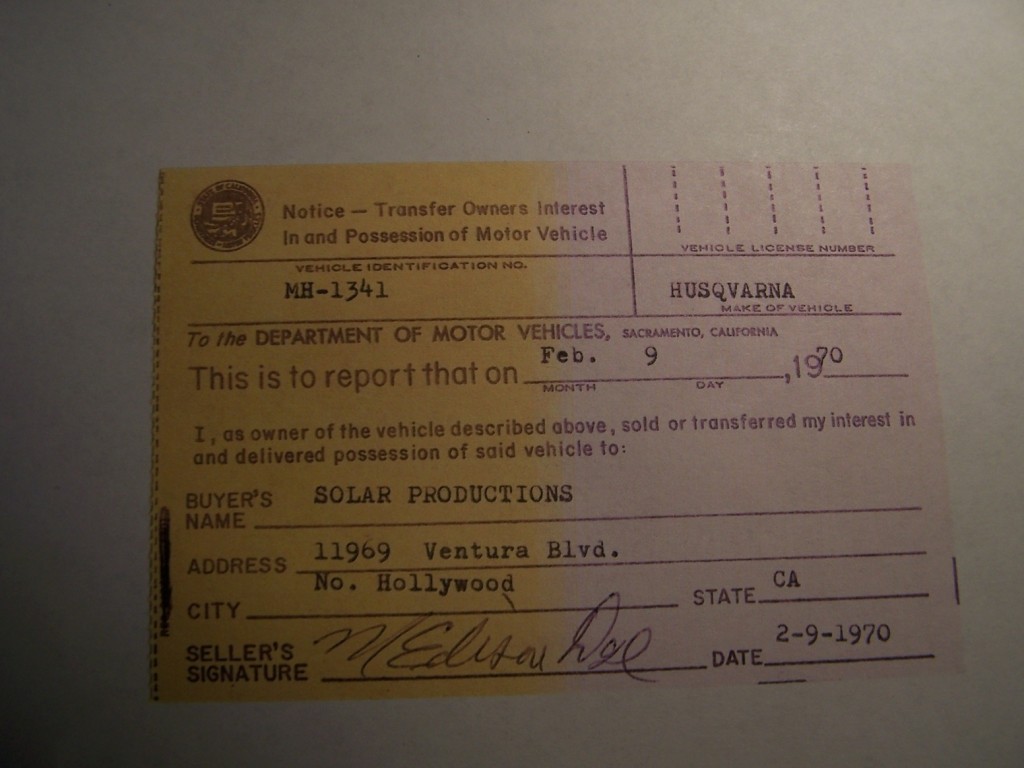 Notice — Transfer Owners Interest
In and Possession of Motor Vehicle
VEHICLE LICENSE NUMBER
VEHICLE IDENTIFICATION NO.
MH-1341
HUSQVARNA
MAKE OF VEHICLE
To the DEPARTMENT OF MOTOR VEHICLES, SACRAMENTO, CALIFORNIA
This is to report that on Feb. 9, 1970
MONTH DAY
I, as owner of the vehicle described above, sold or transferred my interest in
and delivered possession of said vehicle to:
BUYER'S NAME SOLAR PRODUCTIONS
ADDRESS 11969 Ventura Blvd.
CITY No. Hollywood STATE CA
SELLER'S SIGNATURE M Edison Dye DATE 2-9-1970